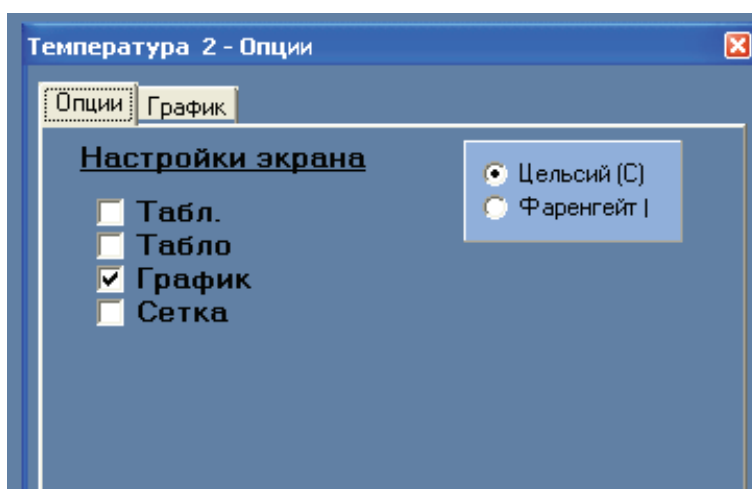 Температура 2 - Опции
Опции График
Настройки экрана
Цельсий (C)
Фаренгейт |
Табл.
Табло
График
Сетка